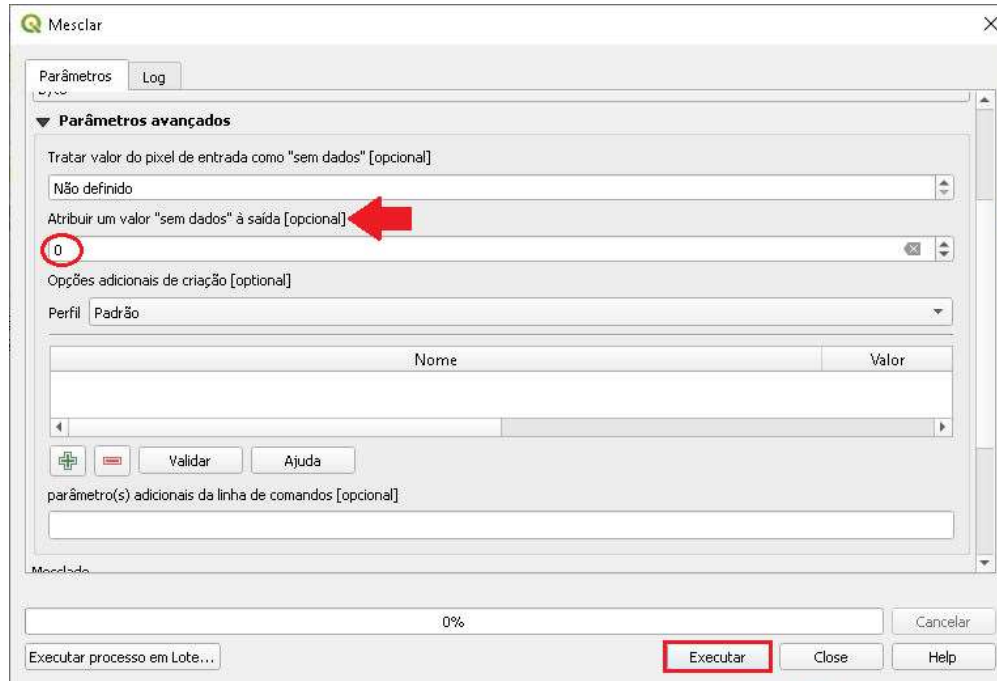 Mesclar
Parâmetros Log
Byte
Parâmetros avançados
Tratar valor do pixel de entrada como "sem dados" [opcional]
Não definido
Atribuir um valor "sem dados" à saída [opcional]
0
Opções adicionais de criação [optional]
Perfil Padrão
Nome Valor
Validar Ajuda
parâmetro(s) adicionais da linha de comandos [opcional]
Mesclado
0% Cancelar
Executar processo em Lote... Executar Close Help